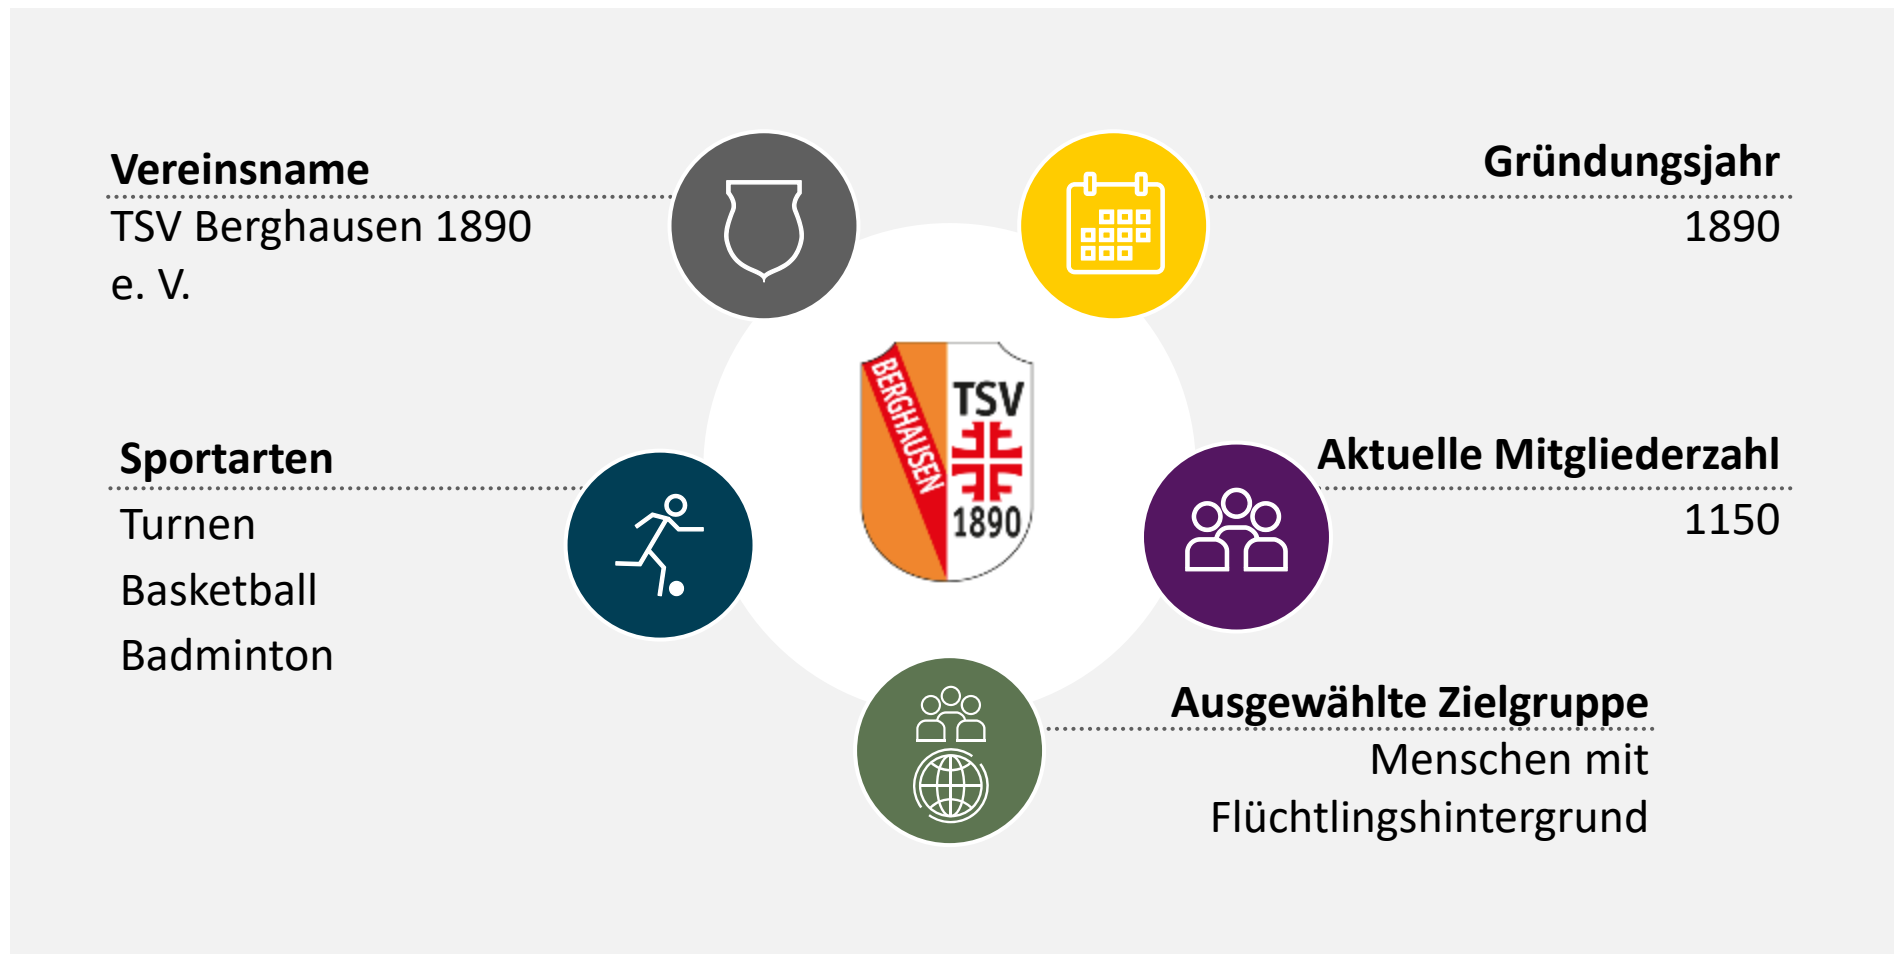 Vereinsname
TSV Berghausen 1890
e. V.
Gründungsjahr
1890
BERGHAUSEN
TSV
1890
Sportarten
Turnen
Basketball
Badminton
Aktuelle Mitgliederzahl
1150
Ausgewählte Zielgruppe
Menschen mit
Flüchtlingshintergrund